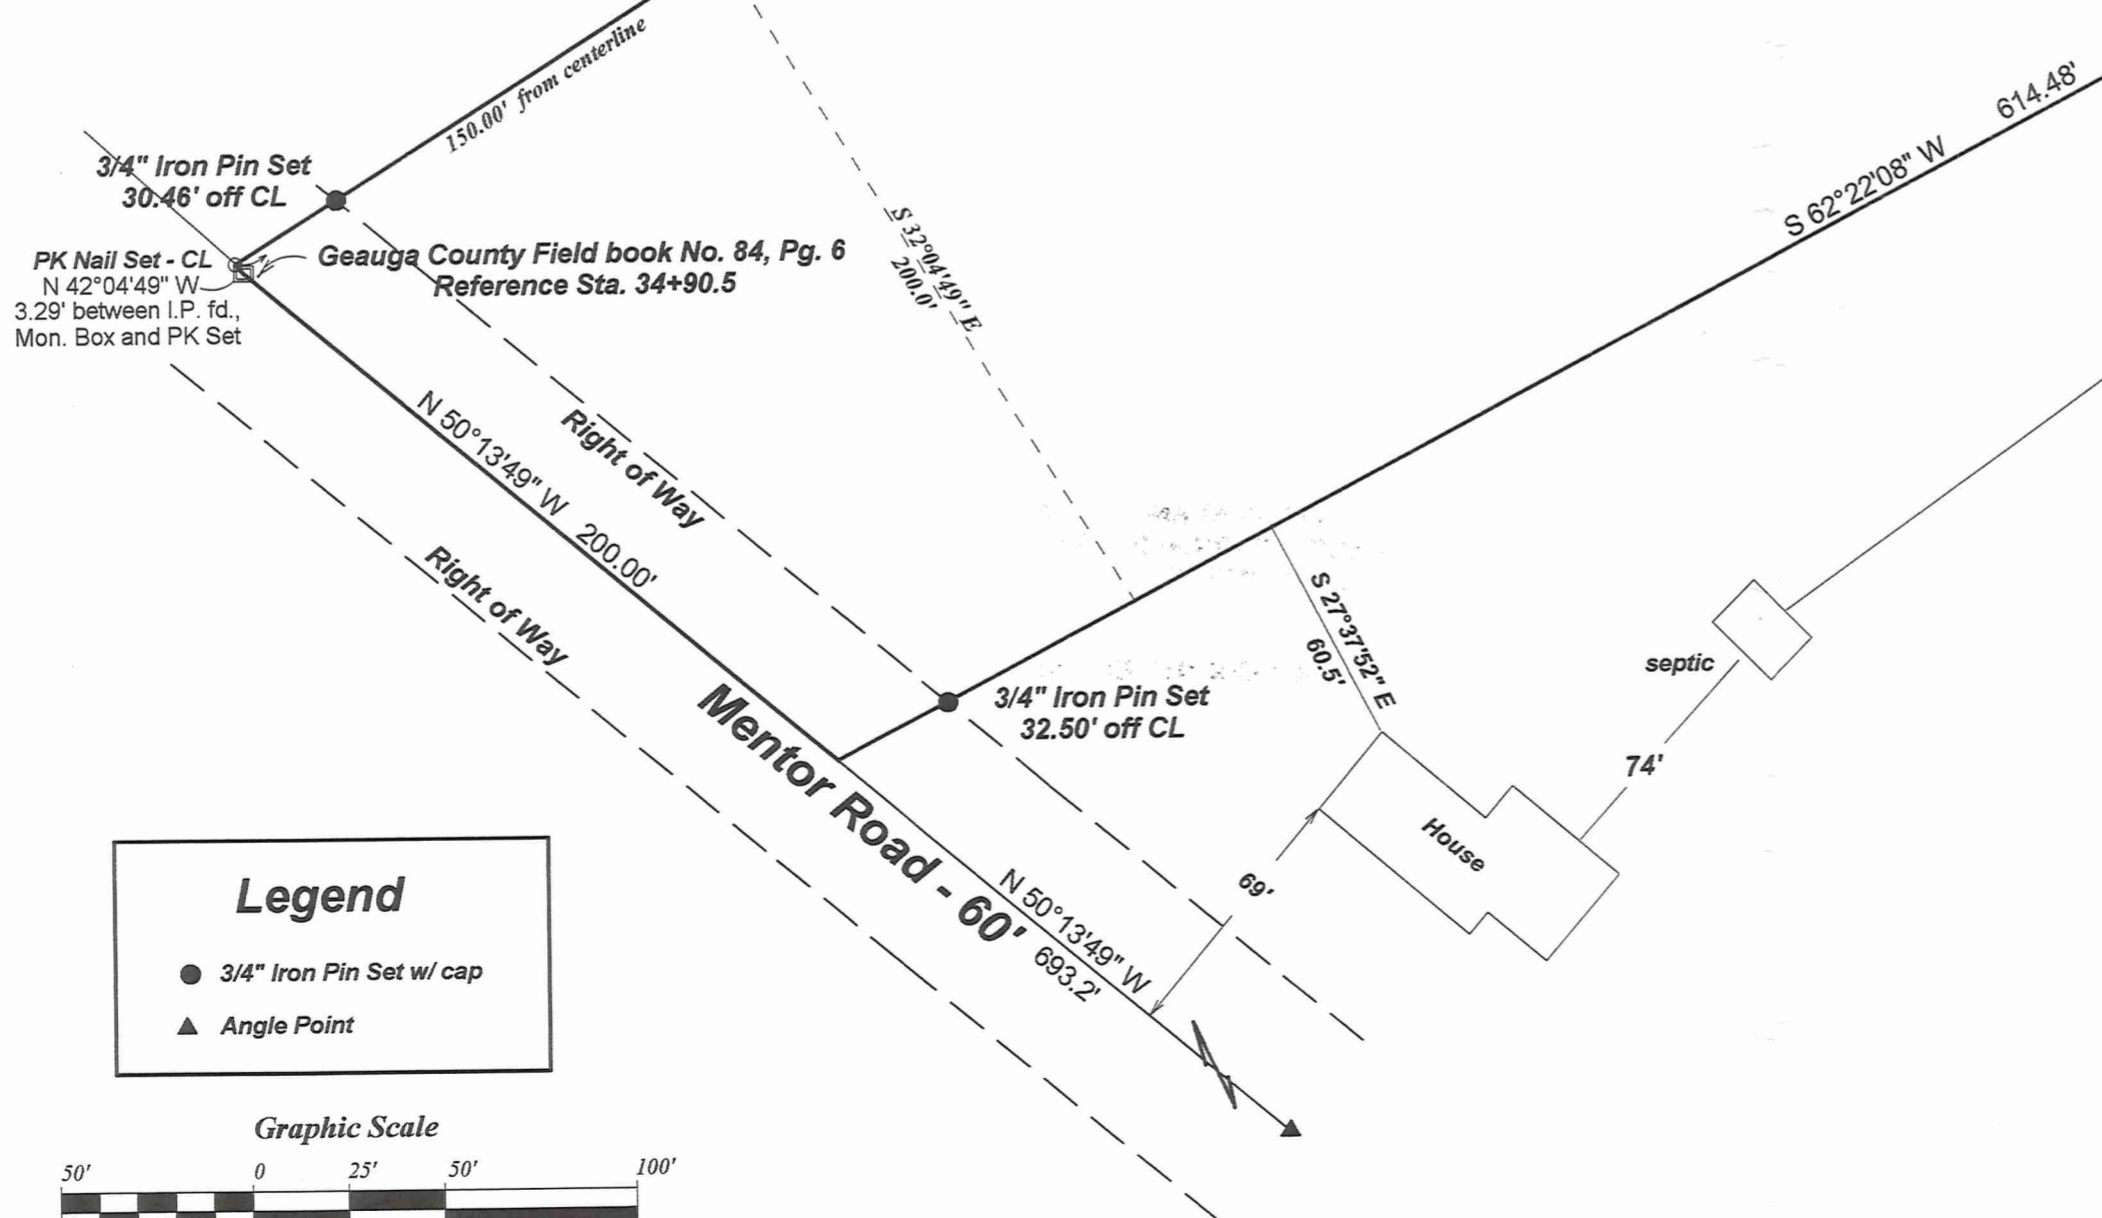 150.00' from centerline
614.48'
S 62°22'08" W
3/4" Iron Pin Set
30.46' off CL
PK Nail Set - CL
N 42°04'49" W
3.29' between I.P. fd.,
Mon. Box and PK Set
Geauga County Field book No. 84, Pg. 6
Reference Sta. 34+90.5
S 32°04'49" E
200.0'
N 50°13'49" W 200.00'
Right of Way
Right of Way
S 27°37'52" E
60.5'
septic
3/4" Iron Pin Set
32.50' off CL
74'
House
69'
Mentor Road - 60'
N 50°13'49" W
693.2'
Legend
3/4" Iron Pin Set w/ cap
Angle Point
Graphic Scale
50' 0 25' 50' 100'